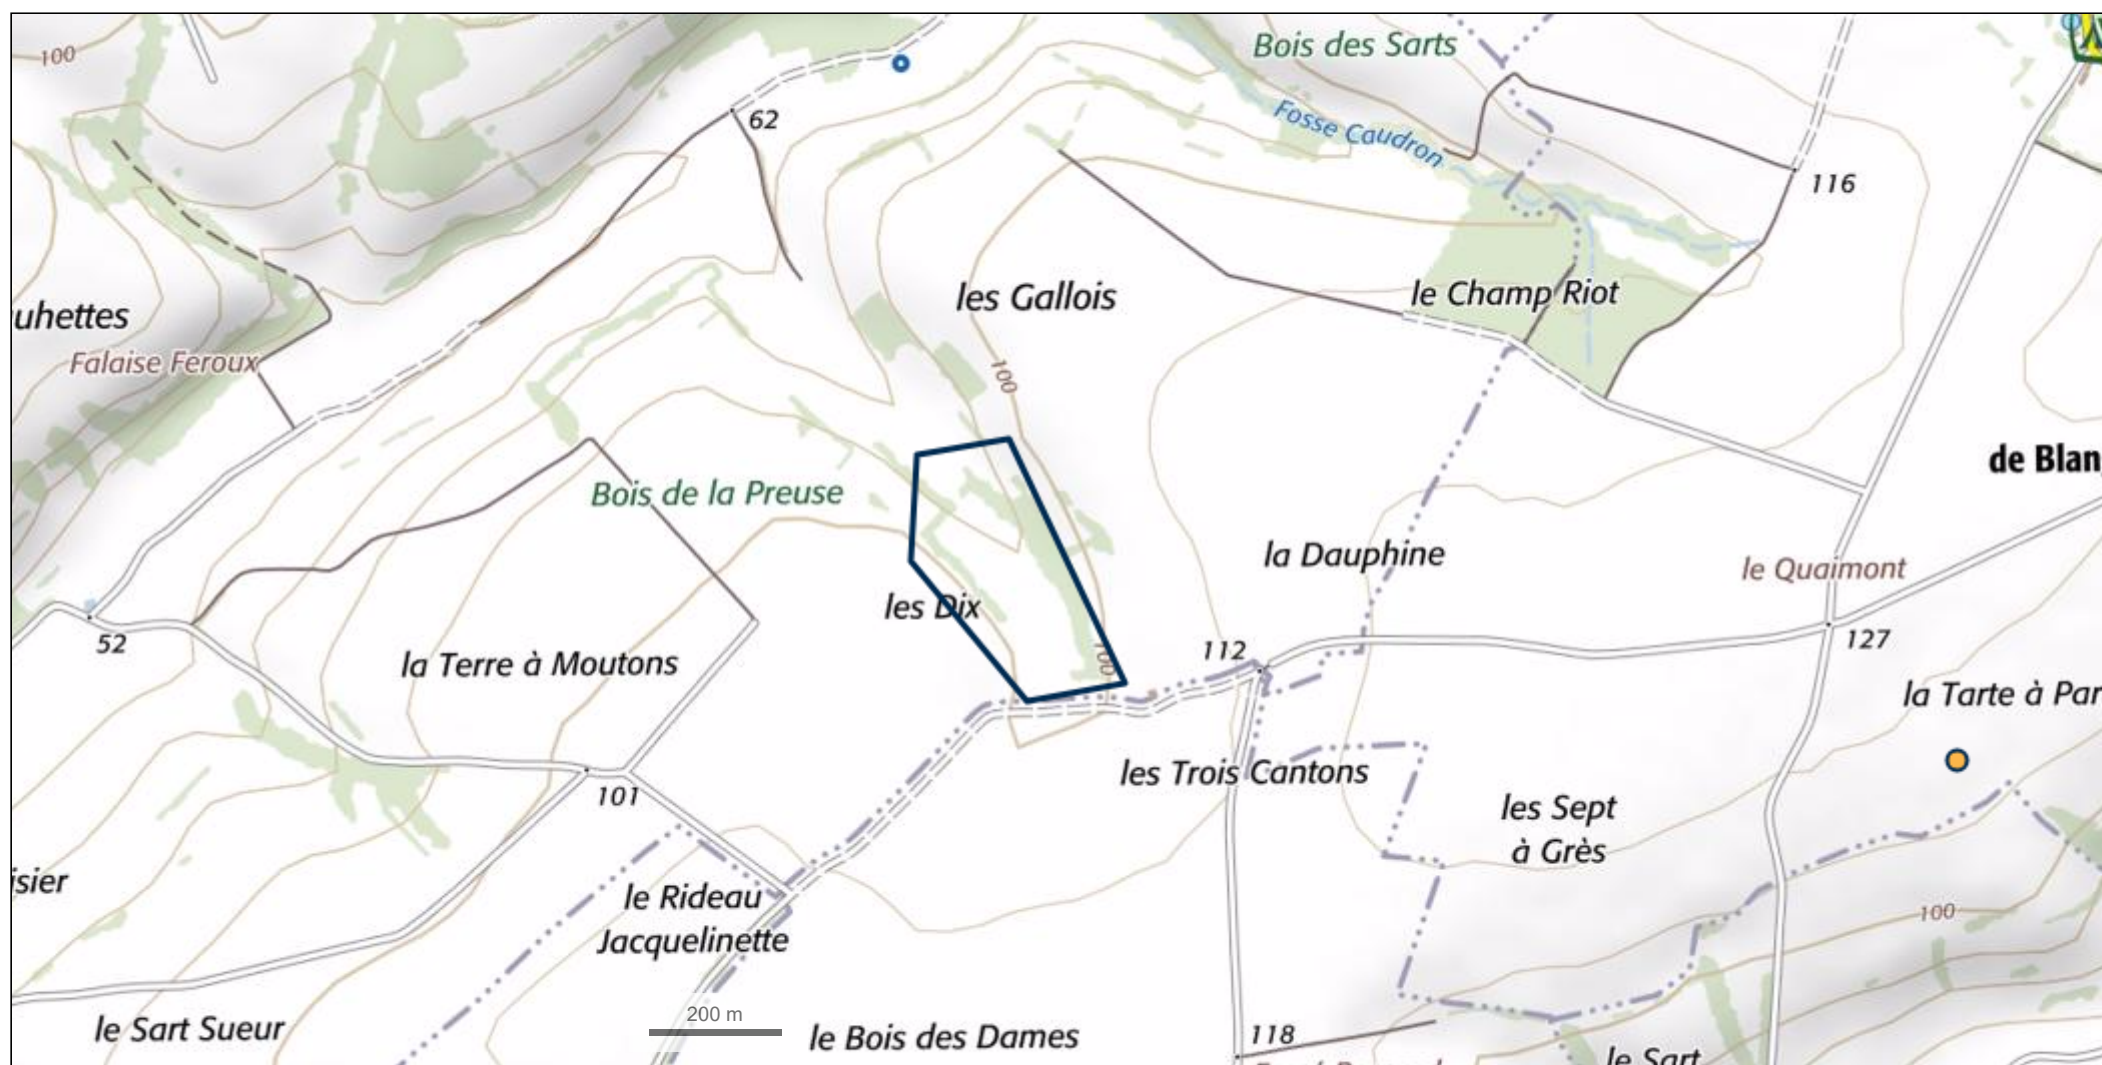 100
Bois des Sarts
62
Fosse Caudron
116
les Gallois
le Champ Riot
uhettes
Falaise Feroux
100
de Blan
Bois de la Preuse
la Dauphine
le Quaimont
les Dix
52
la Terre à Moutons
112
127
100
la Tarte à Par
les Trois Cantons
101
les Sept
à Grès
isier
le Rideau
Jacquelinette
100
200 m
le Sart Sueur
le Bois des Dames
118
le Sart